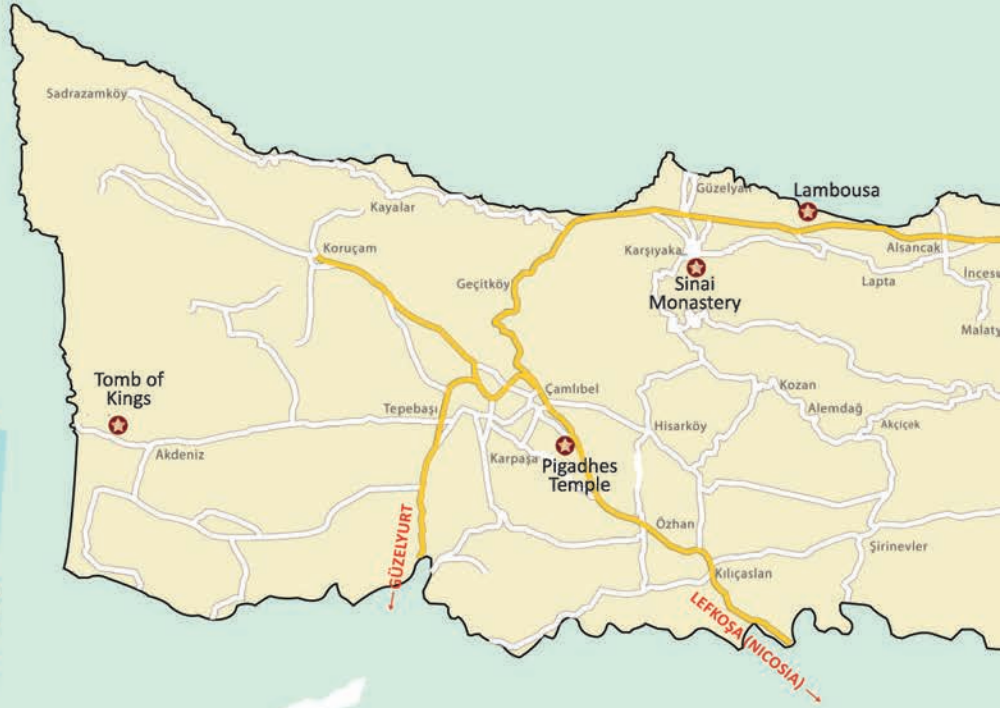 Sadrazamköy
Kayalar
Koruçam
Güzelyalı
Lambousa
Karşıyaka
Alsancak
Sinai
Monastery
Geçitköy
Lapta
İncesu
Malaty
Tomb of
Kings
Çamlıbel
Kozan
Tepebaşı
Alemdağ
Akçiçek
Hisarköy
Akdeniz
Karpaşa
Pigadhes
Temple
Özhan
Şirinevler
Kılıçaslan
← GÜZELYURT
LEFKOŞA (NICOSIA) →